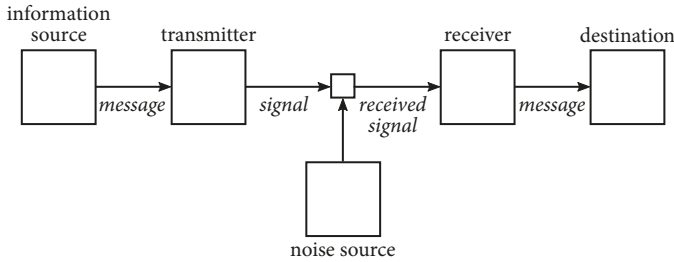 information
source
transmitter
receiver
destination
message
signal
received
signal
message
noise source